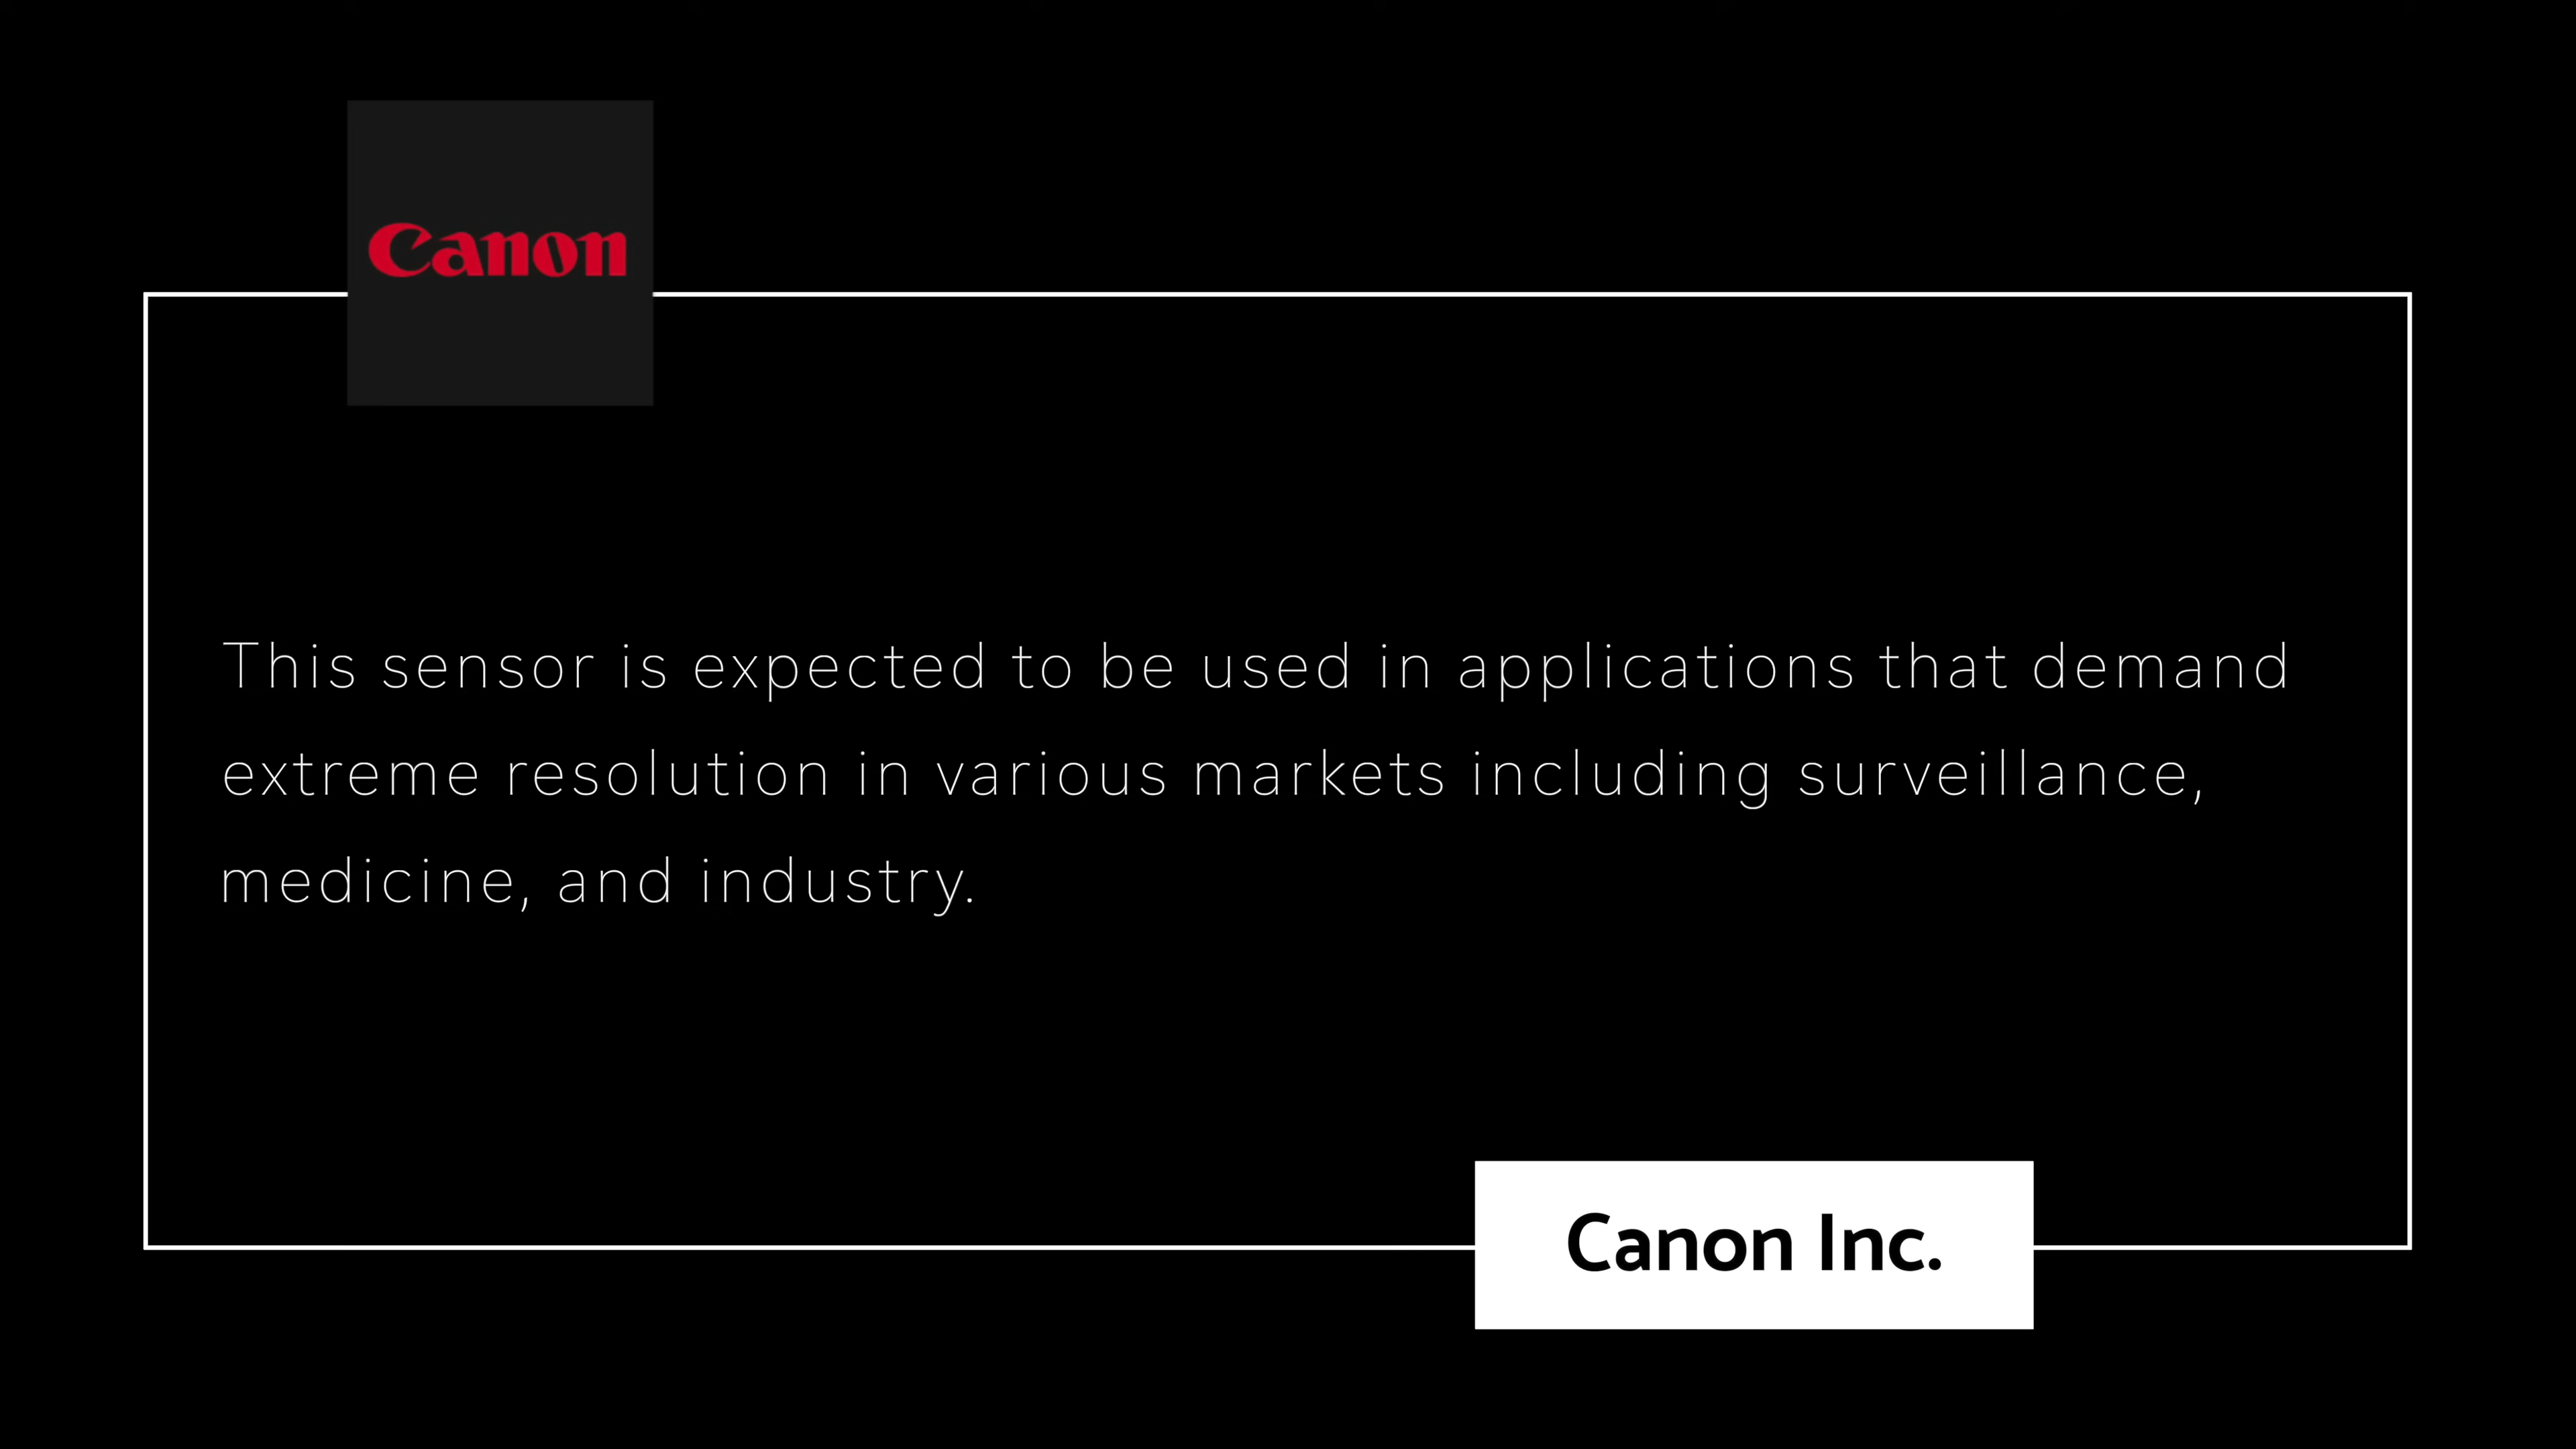 Canon
This sensor is expected to be used in applications that demand
extreme resolution in various markets including surveillance,
medicine, and industry.
Canon Inc.